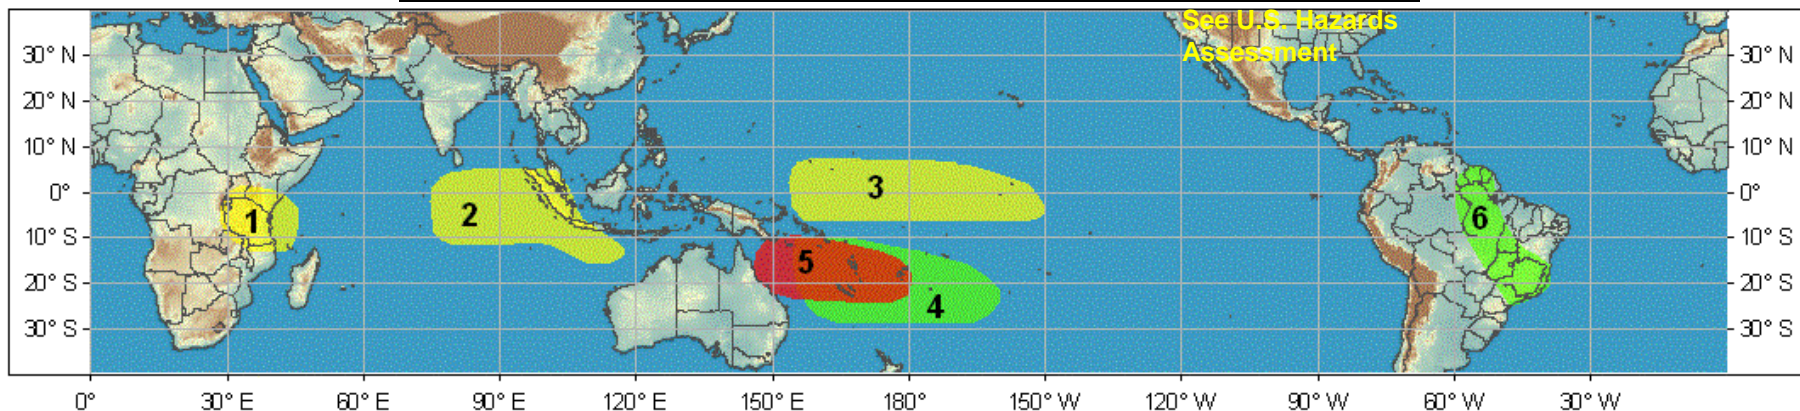 See U.S. Hazards
Assessment
30° N
30° N
20° N
20° N
10° N
10° N
0°
0°
10° S
10° S
20° S
20° S
30° S
30° S
1
2
3
4
5
6
0°
30° E
60° E
90° E
120° E
150° E
180°
150° W
120° W
90° W
60° W
30° W